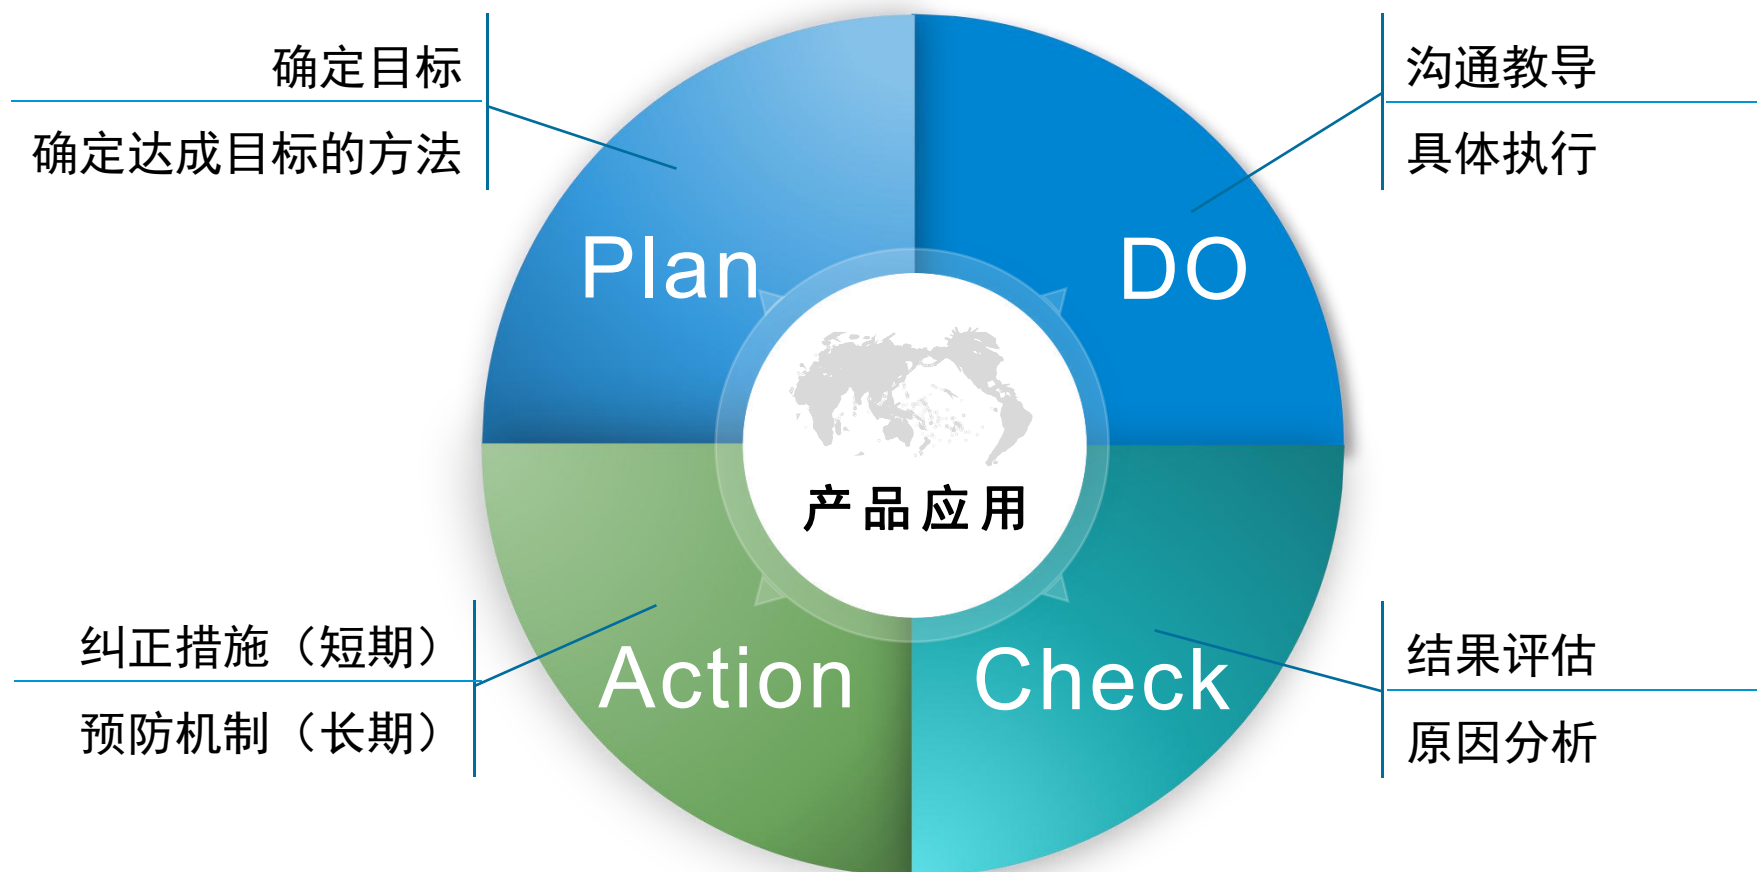 确定目标
确定达成目标的方法
沟通教导
具体执行
Plan
DO
产品应用
Action
Check
纠正措施（短期）
预防机制（长期）
结果评估
原因分析